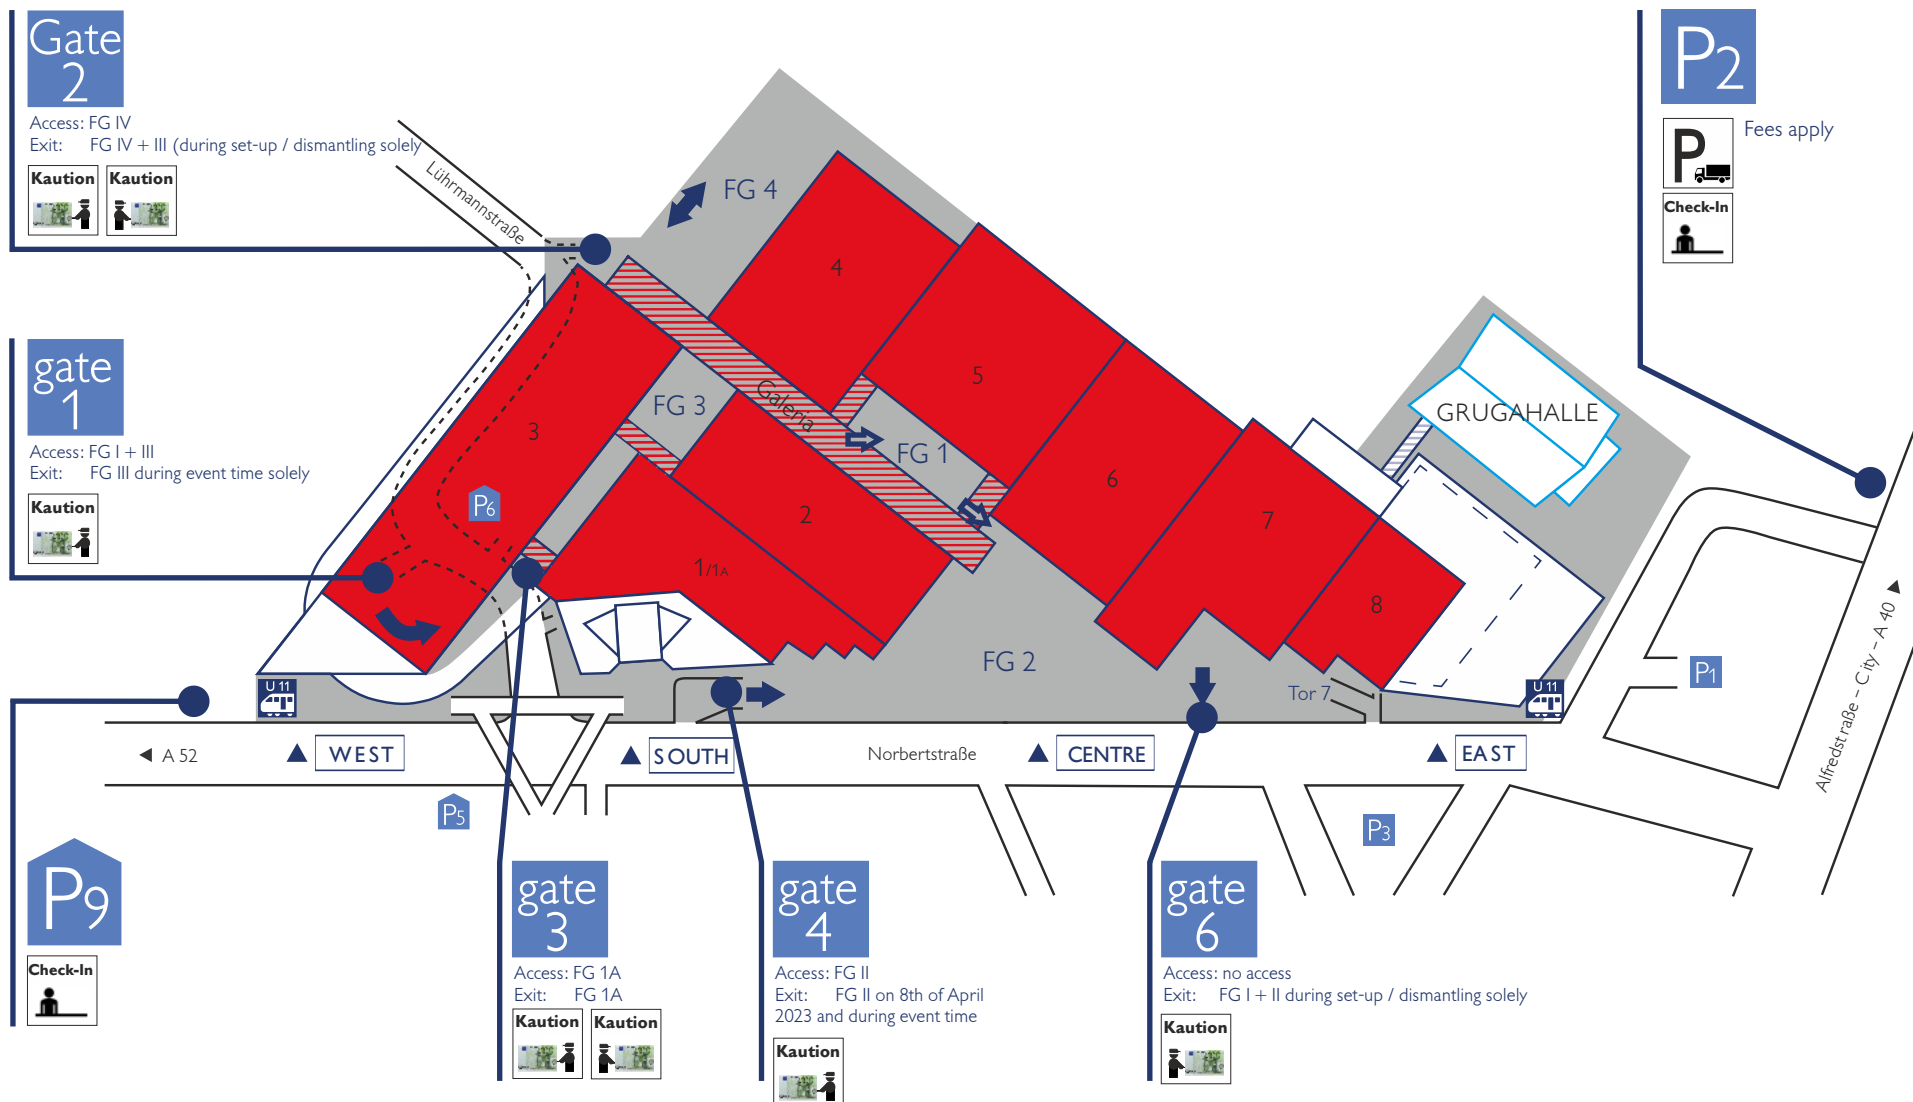 Gate
2
Access: FG IV
Exit: FG IV + III (during set-up / dismantling solely
Kaution
Kaution
gate
1
Access: FG I + III
Exit: FG III during event time solely
Kaution
P9
Check-In
P2
Fees apply
P
Check-In
Lührmannstraße
FG 4
4
5
3
FG 3
Galeria
FG 1
GRUGAHALLE
6
7
2
P6
1/1A
8
FG 2
Tor 7
U 11
U 11
P1
Alfredstraße – City – A 40
A 52
WEST
SOUTH
Norbertstraße
CENTRE
EAST
P5
P3
gate
3
Access: FG 1A
Exit: FG 1A
Kaution
Kaution
gate
4
Access: FG II
Exit: FG II on 8th of April
2023 and during event time
Kaution
gate
6
Access: no access
Exit: FG I + II during set-up / dismantling solely
Kaution